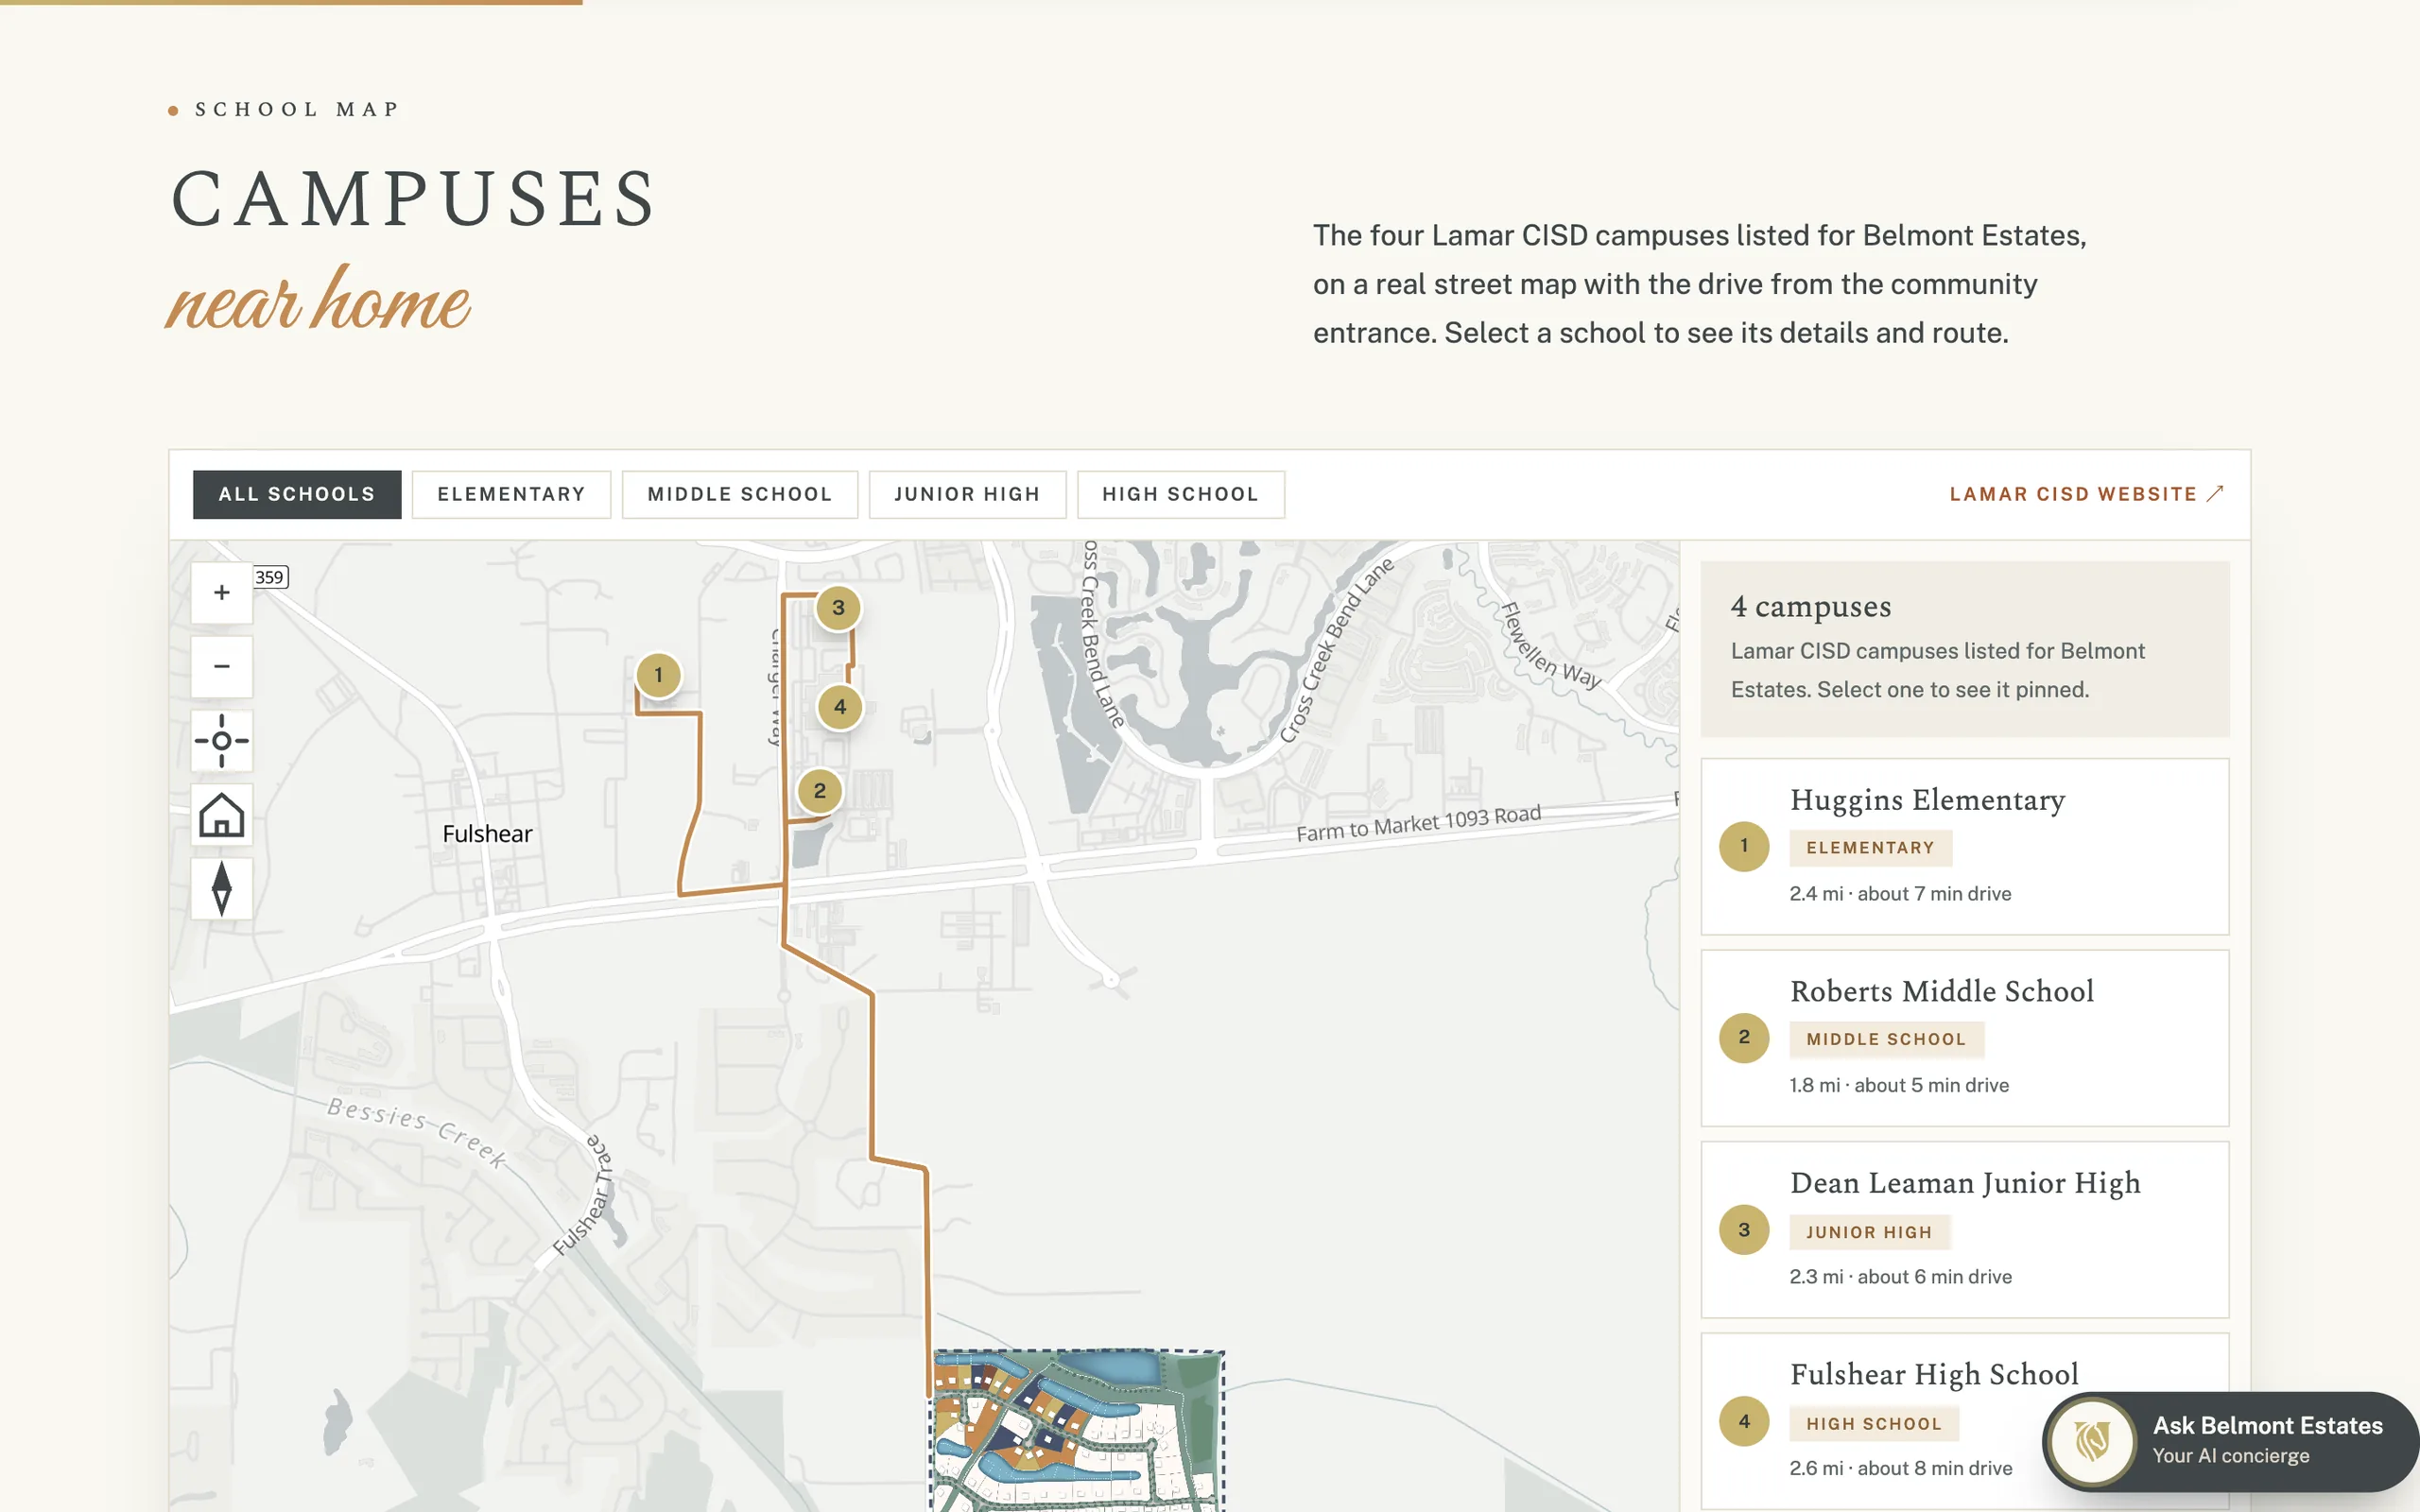 SCHOOL MAP
CAMPUSES
near home
The four Lamar CISD campuses listed for Belmont Estates,
on a real street map with the drive from the community
entrance. Select a school to see its details and route.
ALL SCHOOLS
ELEMENTARY
MIDDLE SCHOOL
JUNIOR HIGH
HIGH SCHOOL
LAMAR CISD WEBSITE
+
359
−
1
3
4
2
Way
oss Creek Bend Lane
Cross Creek Bend Lane
Flewellen Way
Farm to Market 1093 Road
Fulshear
Bessies Creek
Fulshear Trace
4 campuses
Lamar CISD campuses listed for Belmont
Estates. Select one to see it pinned.
1
Huggins Elementary
ELEMENTARY
2.4 mi · about 7 min drive
2
Roberts Middle School
MIDDLE SCHOOL
1.8 mi · about 5 min drive
3
Dean Leaman Junior High
JUNIOR HIGH
2.3 mi · about 6 min drive
4
Fulshear High School
HIGH SCHOOL
2.6 mi · about 8 min drive
Ask Belmont Estates
Your AI concierge